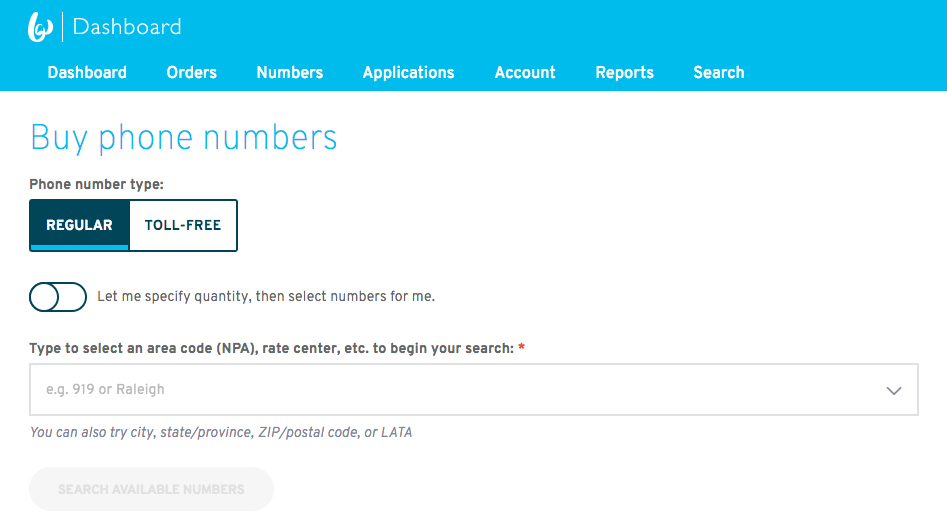 Dashboard
Dashboard Orders Numbers Applications Account Reports Search
Buy phone numbers
Phone number type:
REGULAR TOLL-FREE
Let me specify quantity, then select numbers for me.
Type to select an area code (NPA), rate center, etc. to begin your search: *
e.g. 919 or Raleigh
You can also try city, state/province, ZIP/postal code, or LATA
SEARCH AVAILABLE NUMBERS